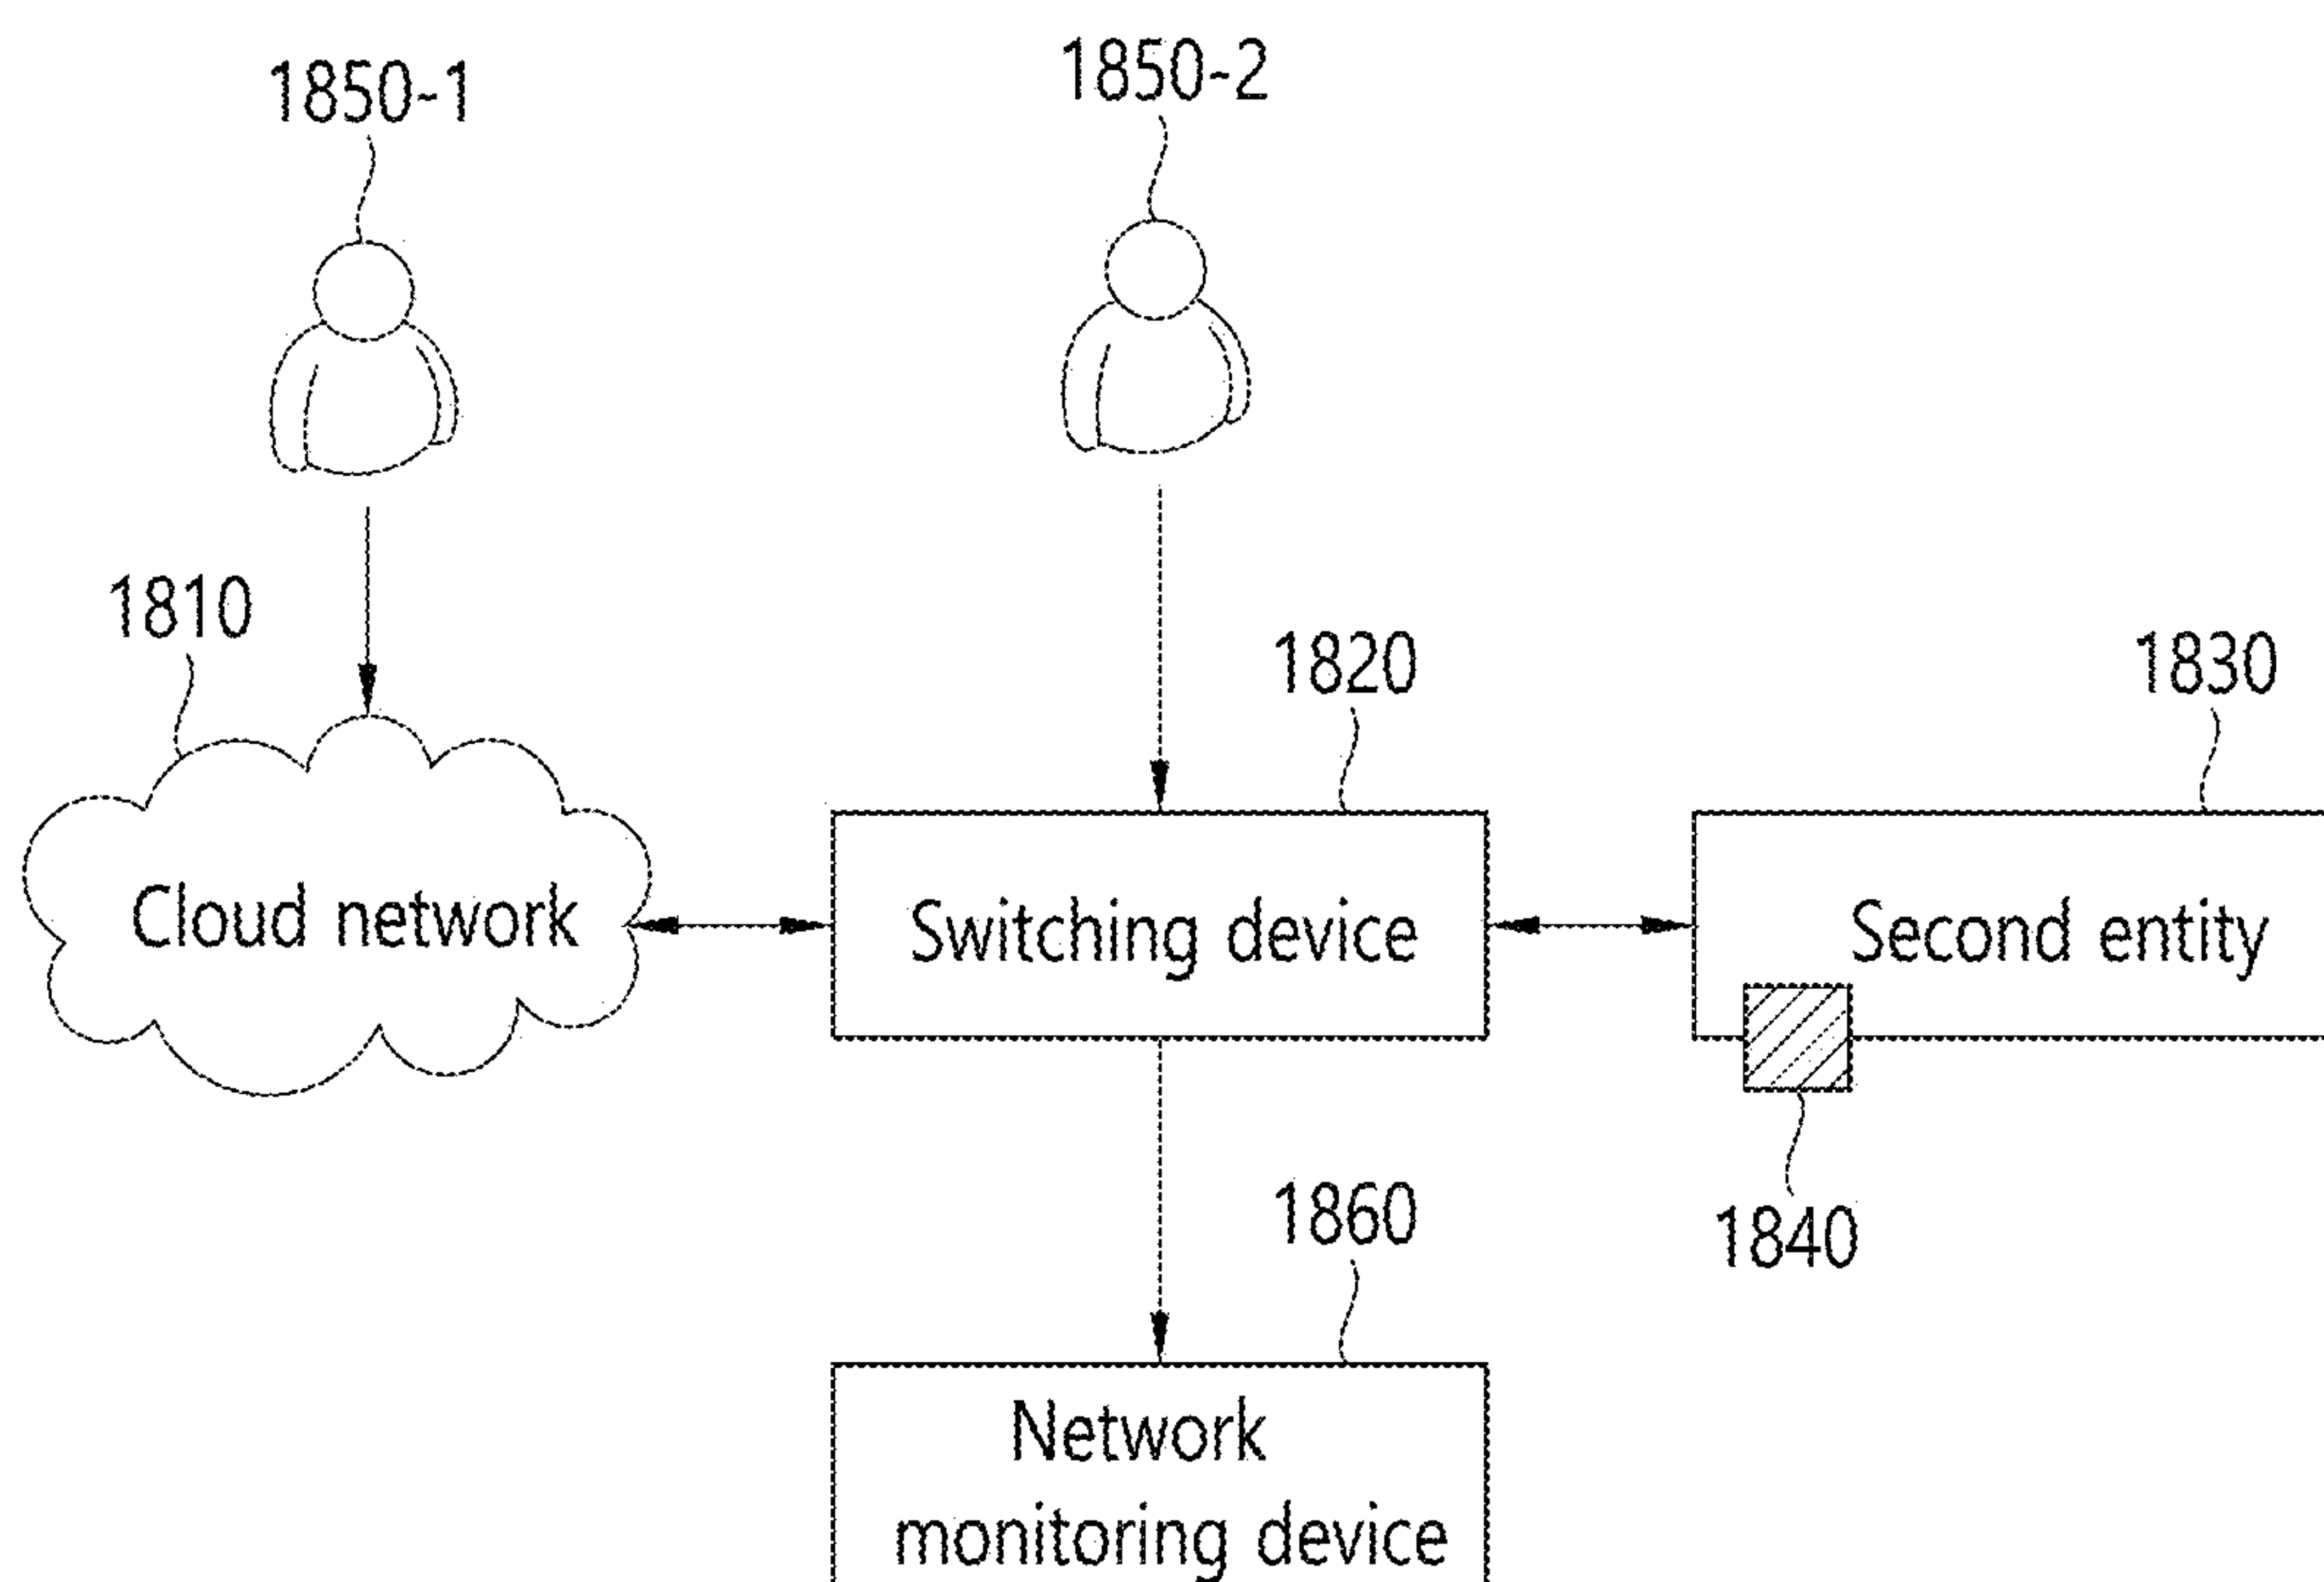 1850-1
1850-2
1810
1820
1830
Cloud network
Switching device
Second entity
1860
1840
Network
monitoring device